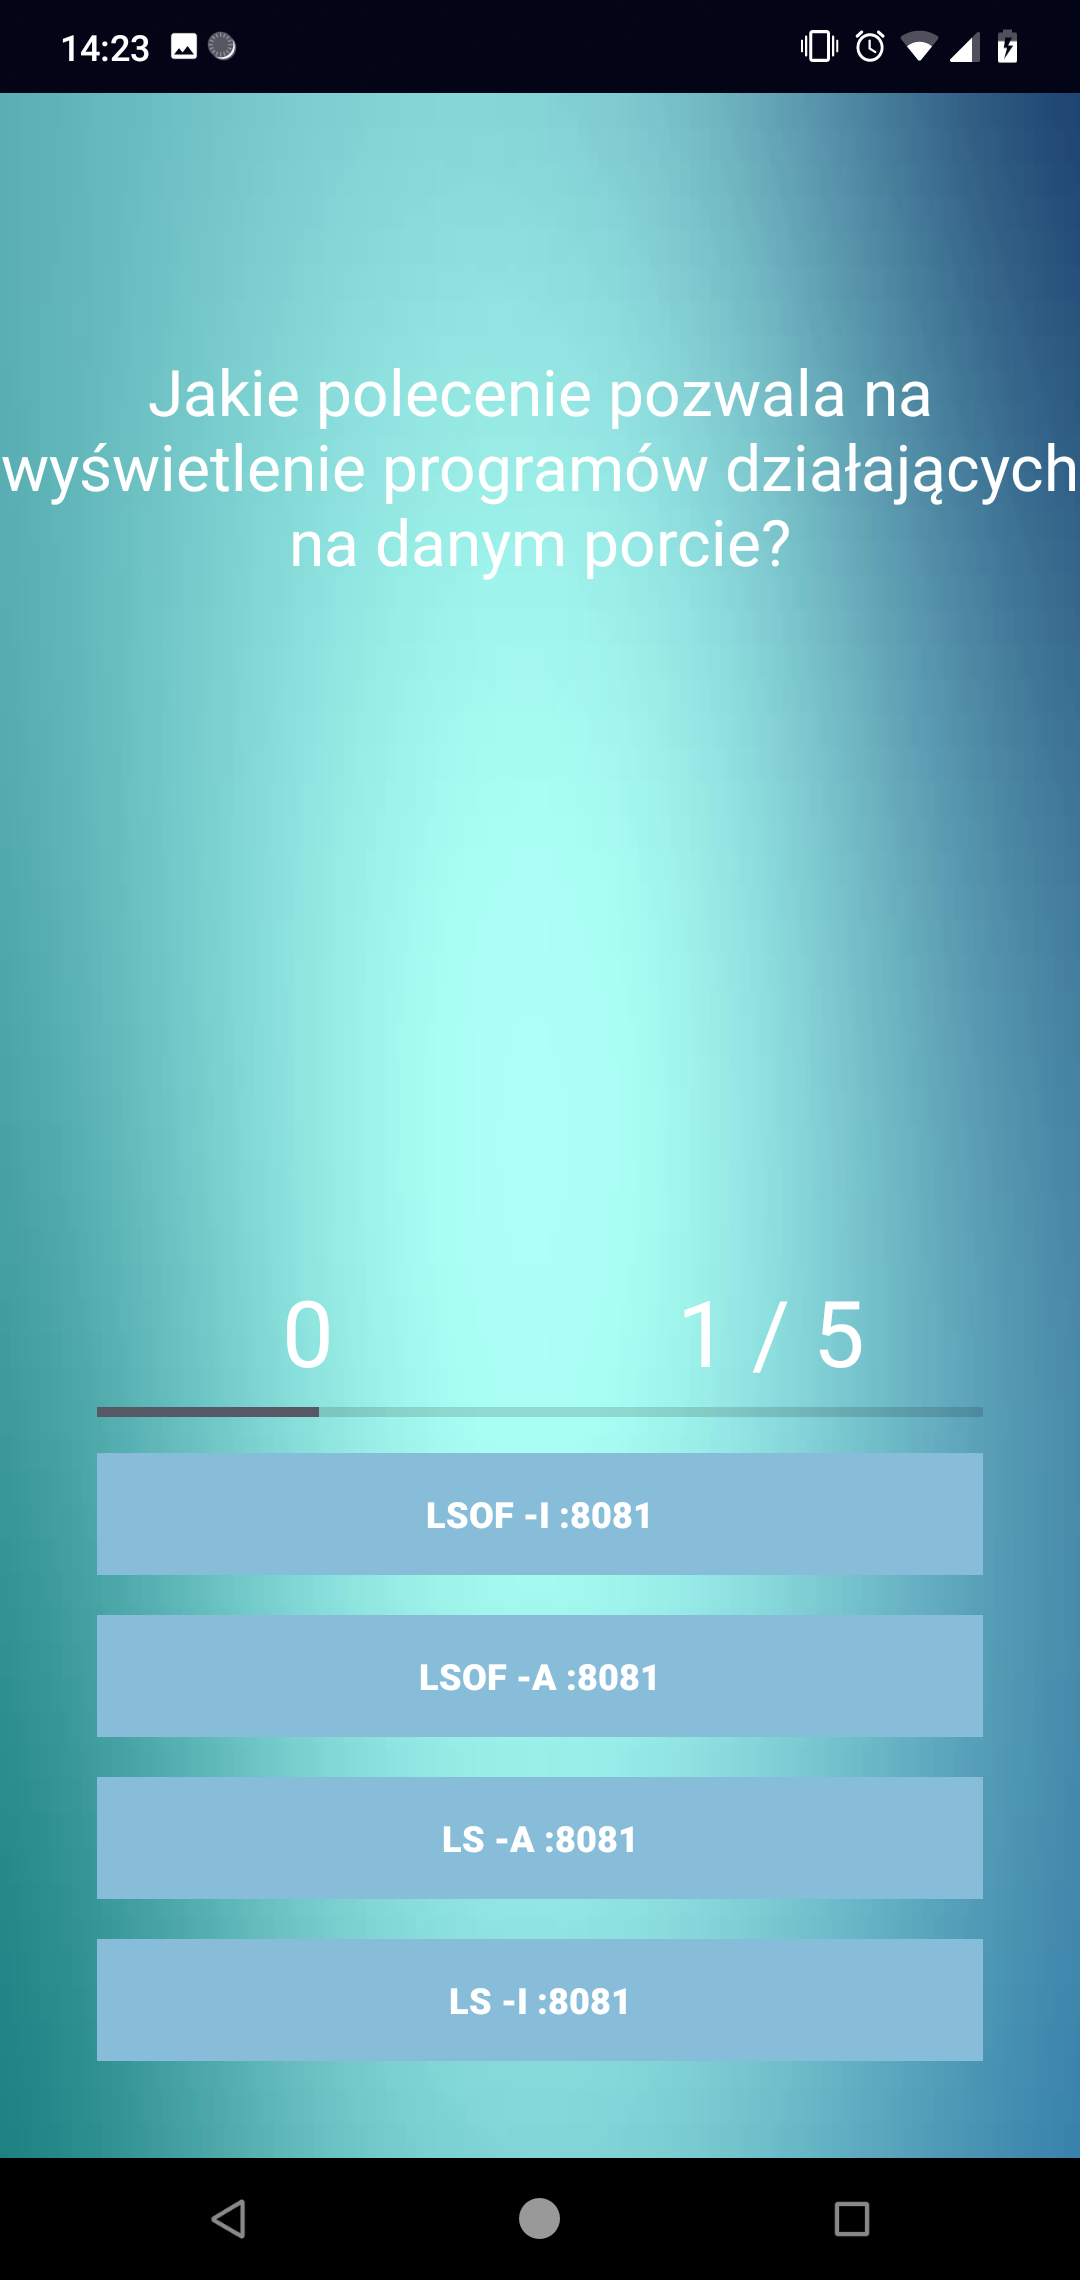 14:23
Jakie polecenie pozwala na
wyświetlenie programów działających
na danym porcie?
0
1 / 5
LSOF -I :8081
LSOF -A :8081
LS -A :8081
LS -I :8081